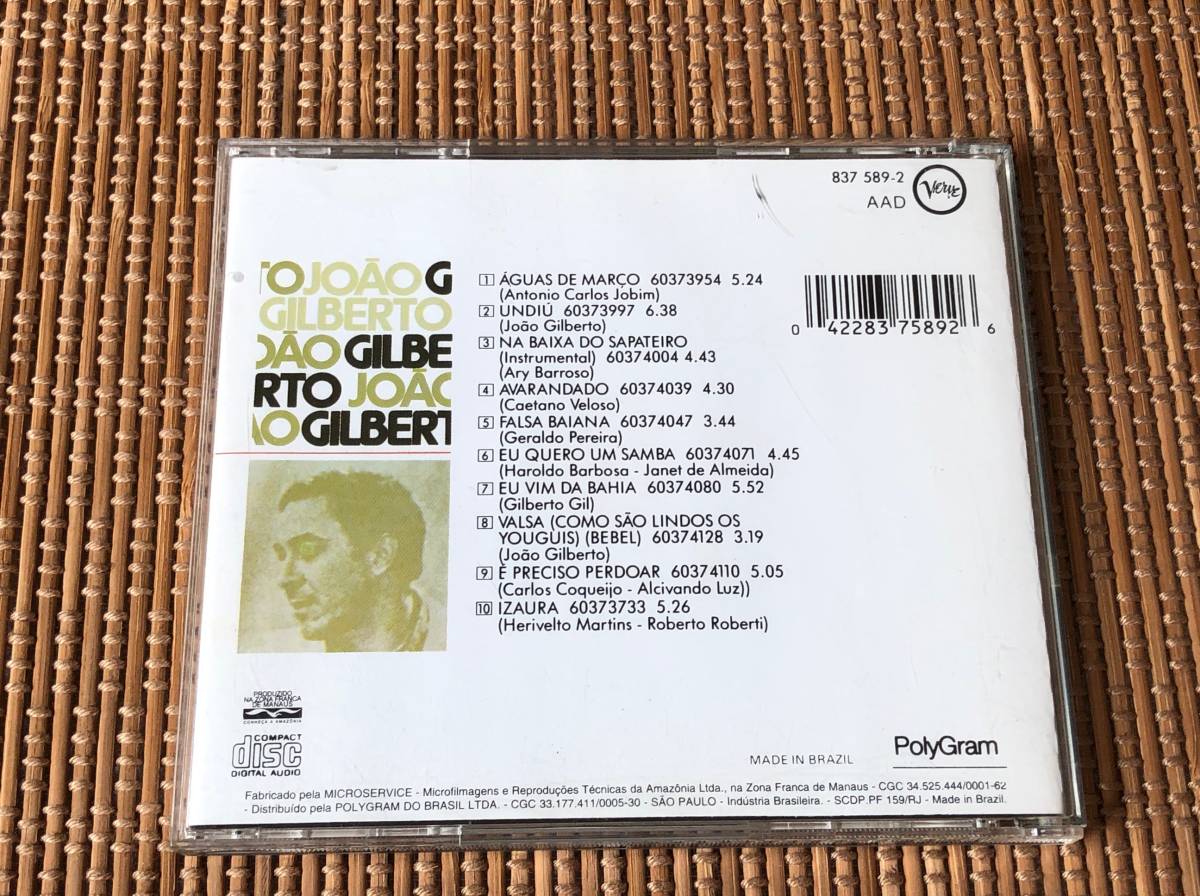 837 589-2
AAD
Verve
TO JOÃO G
GILBERTO
OÃO GILBE
RTO JOÃO
ÃO GILBERT
1 ÁGUAS DE MARÇO 60373954 5.24
(Antonio Carlos Jobim)
2 UNDIÚ 60373997 6.38
(João Gilberto)
3 NA BAIXA DO SAPATEIRO
(Instrumental) 60374004 4.43
(Ary Barroso)
4 AVARANDADO 60374039 4.30
(Caetano Veloso)
5 FALSA BAIANA 60374047 3.44
(Geraldo Pereira)
6 EU QUERO UM SAMBA 60374071 4.45
(Haroldo Barbosa - Janet de Almeida)
7 EU VIM DA BAHIA 60374080 5.52
(Gilberto Gil)
8 VALSA (COMO SÃO LINDOS OS
YOUGUIS) (BEBEL) 60374128 3.19
(João Gilberto)
9 É PRECISO PERDOAR 60374110 5.05
(Carlos Coqueijo - Alcivando Luz))
10 IZAURA 60373733 5.26
(Herivelto Martins - Roberto Roberti)
0 42283 75892 6
PRODUZIDO
NA ZONA FRANCA
DE MANAUS
CONHEÇA A AMAZÔNIA
COMPACT
disc
DIGITAL AUDIO
MADE IN BRAZIL
PolyGram
Fabricado pela MICROSERVICE - Microfilmagens e Reproduções Técnicas da Amazônia Ltda., na Zona Franca de Manaus - CGC 34.525.444/0001-62
- Distribuído pela POLYGRAM DO BRASIL LTDA. - CGC 33.177.411/0005-30 - SÃO PAULO - Indústria Brasileira. - SCDP.PF 159/RJ - Made in Brazil.